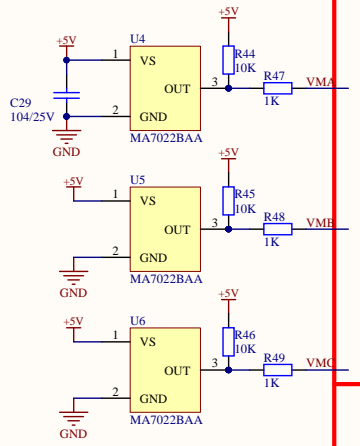 +5V
+5V
U4
1
VS
R44
10K
R47
OUT
3
VMA
C29
104/25V
1K
2
GND
GND
MA7022BAA
+5V
+5V
U5
1
VS
R45
10K
R48
OUT
3
VMB
1K
2
GND
GND
MA7022BAA
+5V
+5V
U6
1
VS
R46
10K
R49
OUT
3
VMC
1K
2
GND
GND
MA7022BAA